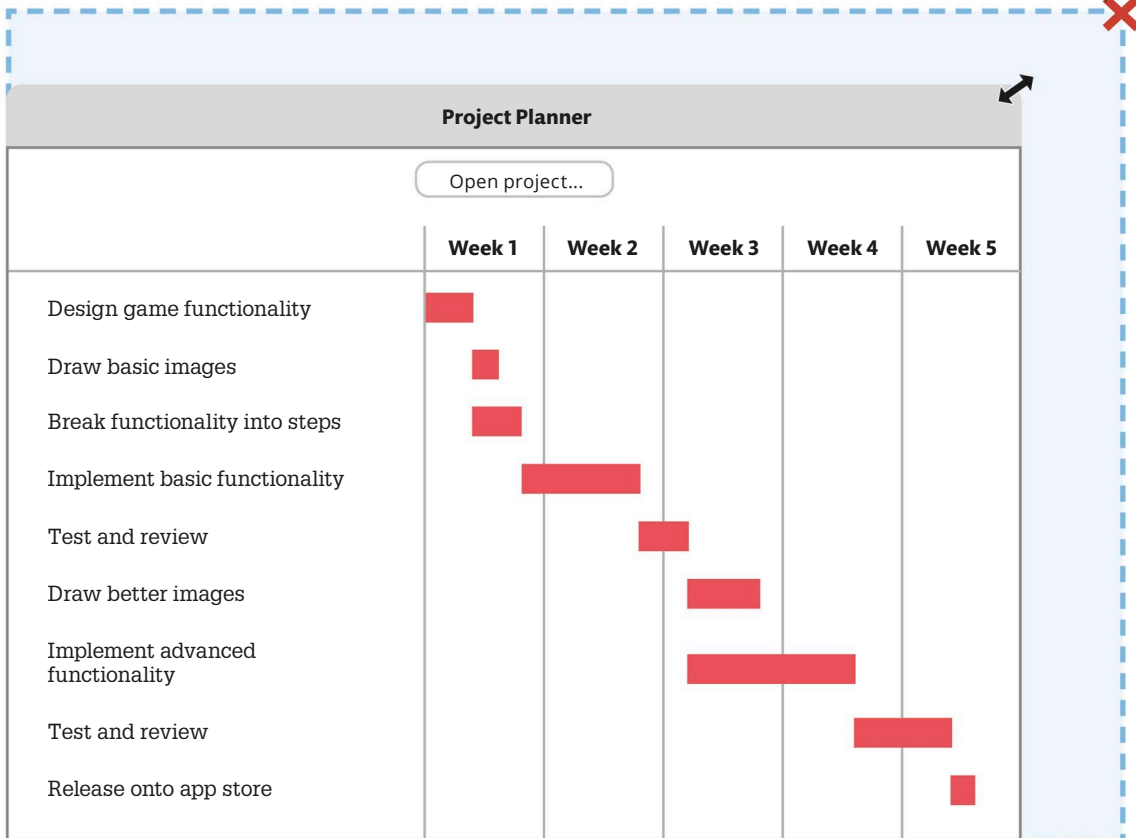 Project Planner
Open project...
Week 1 Week 2 Week 3 Week 4 Week 5
Design game functionality
Draw basic images
Break functionality into steps
Implement basic functionality
Test and review
Draw better images
Implement advanced
functionality
Test and review
Release onto app store